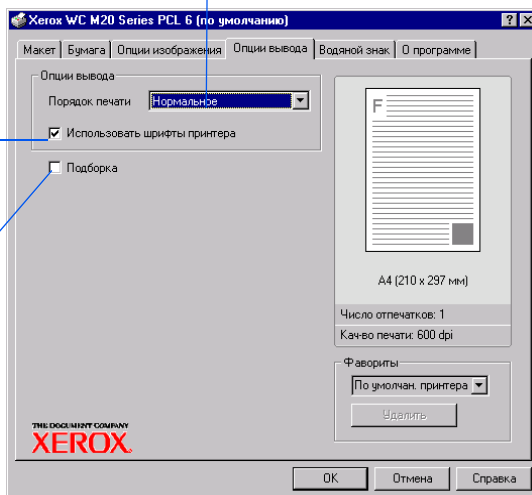 Xerox WC M20 Series PCL 6 (по умолчанию)
Макет Бумага Опции изображения Опции вывода Водяной знак О программе
Опции вывода
Порядок печати Нормальное
Использовать шрифты принтера
Подборка
F
A4 (210 x 297 мм)
Число отпечатков: 1
Кач-во печати: 600 dpi
Фавориты
По умолчан. принтера
Удалить
THE DOCUMENT COMPANY
XEROX.
OK Отмена Справка